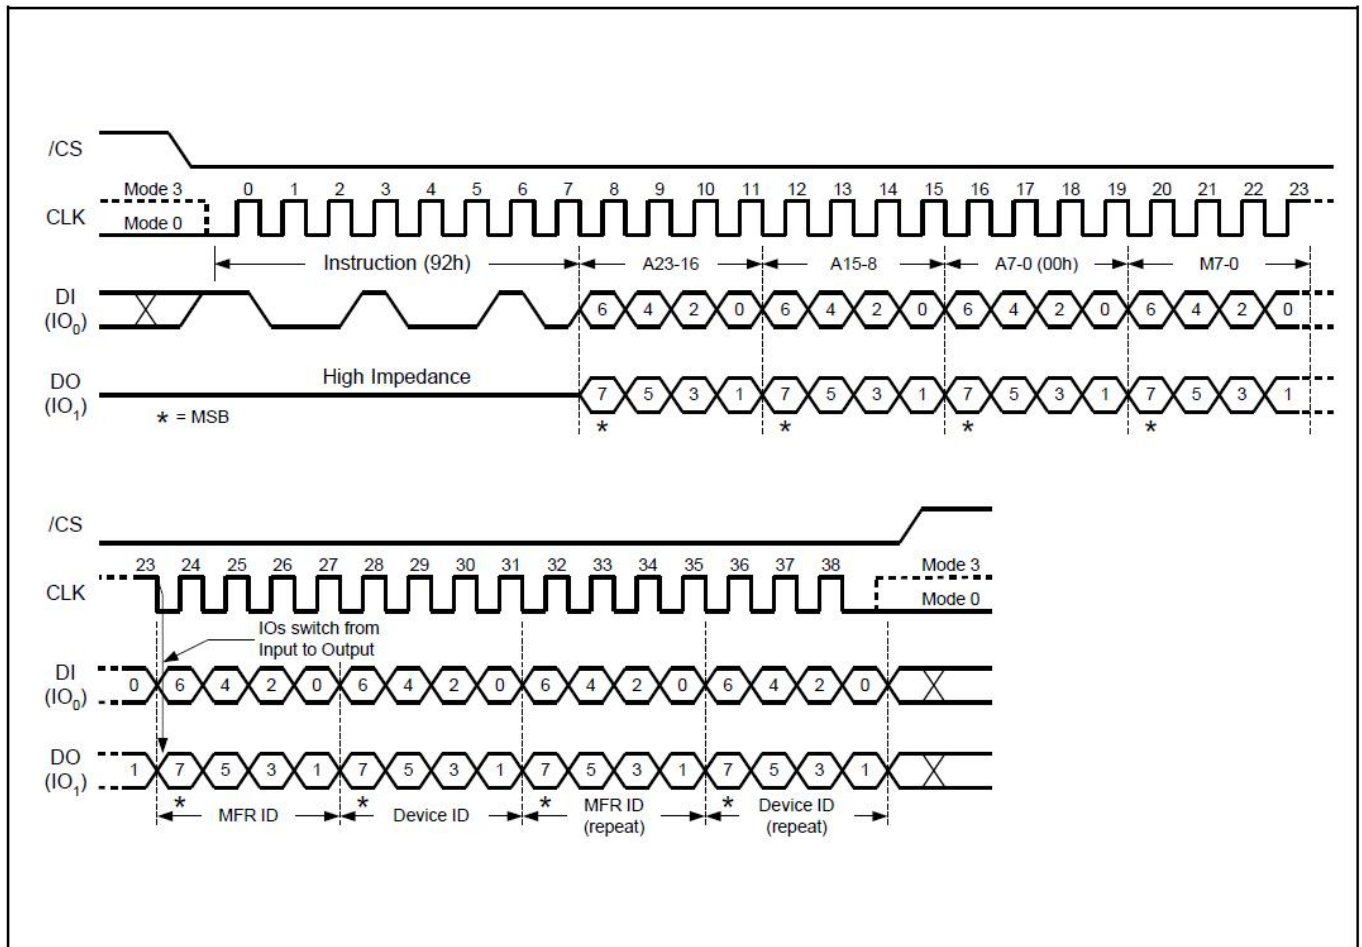 /CS
Mode 3 0 1 2 3 4 5 6 7 8 9 10 11 12 13 14 15 16 17 18 19 20 21 22 23
CLK
Mode 0
Instruction (92h) A23-16 A15-8 A7-0 (00h) M7-0
DI
(IO0) 6 4 2 0 6 4 2 0 6 4 2 0 6 4 2 0
High Impedance
DO
(IO1) 7 5 3 1 7 5 3 1 7 5 3 1 7 5 3 1
* = MSB * * * *
/CS
23 24 25 26 27 28 29 30 31 32 33 34 35 36 37 38 Mode 3
CLK
Mode 0
IOs switch from
Input to Output
DI
(IO0) 0 6 4 2 0 6 4 2 0 6 4 2 0 6 4 2 0
DO
(IO1) 1 7 5 3 1 7 5 3 1 7 5 3 1 7 5 3 1
* * * *
MFR ID Device ID MFR ID Device ID
(repeat) (repeat)